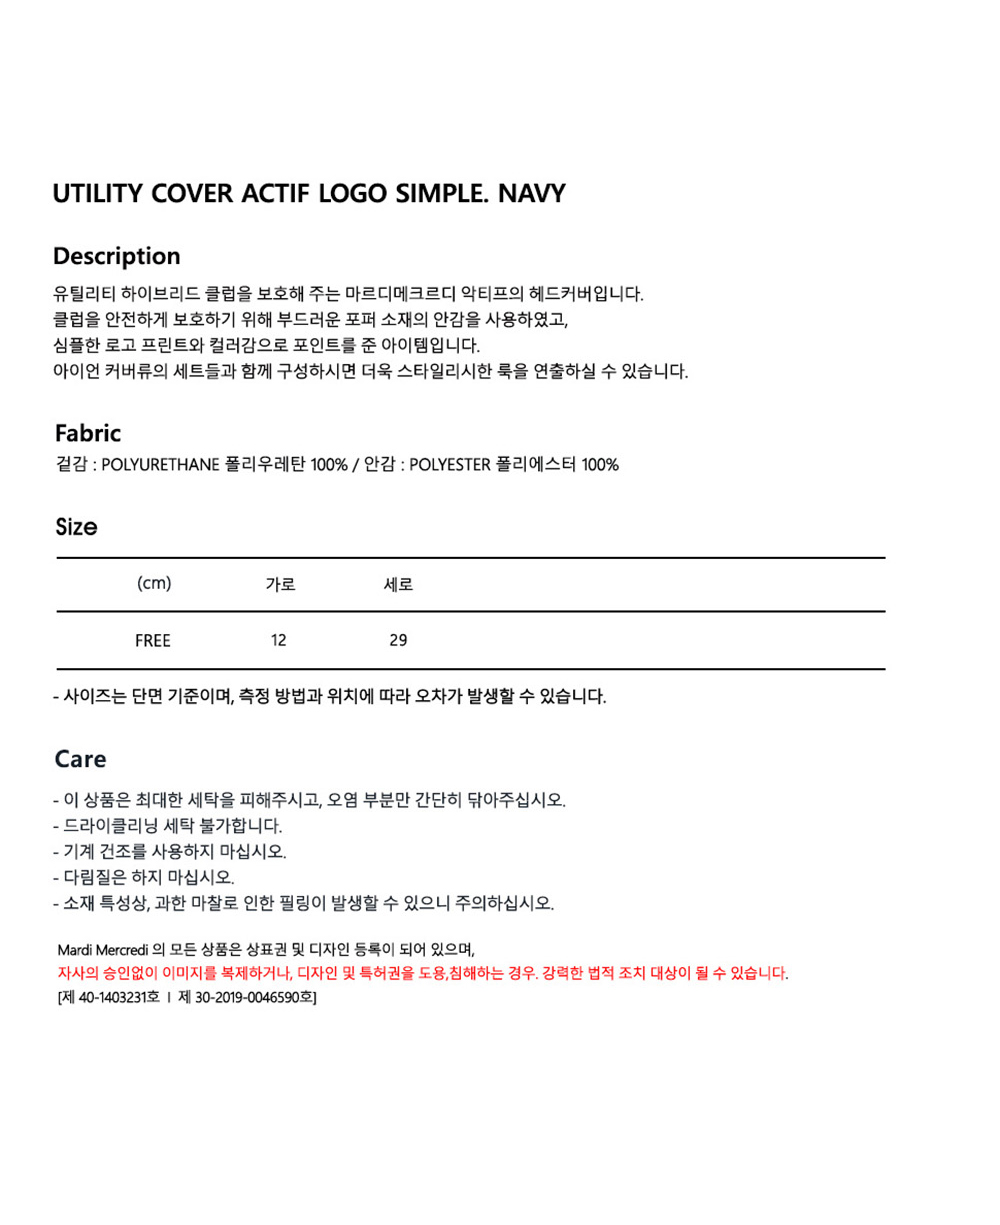 UTILITY COVER ACTIF LOGO SIMPLE. NAVY
Description
유틸리티 하이브리드 클럽을 보호해 주는 마르디메크르디 악티프의 헤드커버입니다.
클럽을 안전하게 보호하기 위해 부드러운 포퍼 소재의 안감을 사용하였고,
심플한 로고 프린트와 컬러감으로 포인트를 준 아이템입니다.
아이언 커버류의 세트들과 함께 구성하시면 더욱 스타일리시한 룩을 연출하실 수 있습니다.
Fabric
겉감 : POLYURETHANE 폴리우레탄 100% / 안감 : POLYESTER 폴리에스터 100%
Size
(cm) 가로 세로
FREE 12 29
- 사이즈는 단면 기준이며, 측정 방법과 위치에 따라 오차가 발생할 수 있습니다.
Care
- 이 상품은 최대한 세탁을 피해주시고, 오염 부분만 간단히 닦아주십시오.
- 드라이클리닝 세탁 불가합니다.
- 기계 건조를 사용하지 마십시오.
- 다림질은 하지 마십시오.
- 소재 특성상, 과한 마찰로 인한 필링이 발생할 수 있으니 주의하십시오.
Mardi Mercredi 의 모든 상품은 상표권 및 디자인 등록이 되어 있으며,
자사의 승인없이 이미지를 복제하거나, 디자인 및 특허권을 도용,침해하는 경우. 강력한 법적 조치 대상이 될 수 있습니다.
[제 40-1403231호 ㅣ 제 30-2019-0046590호]